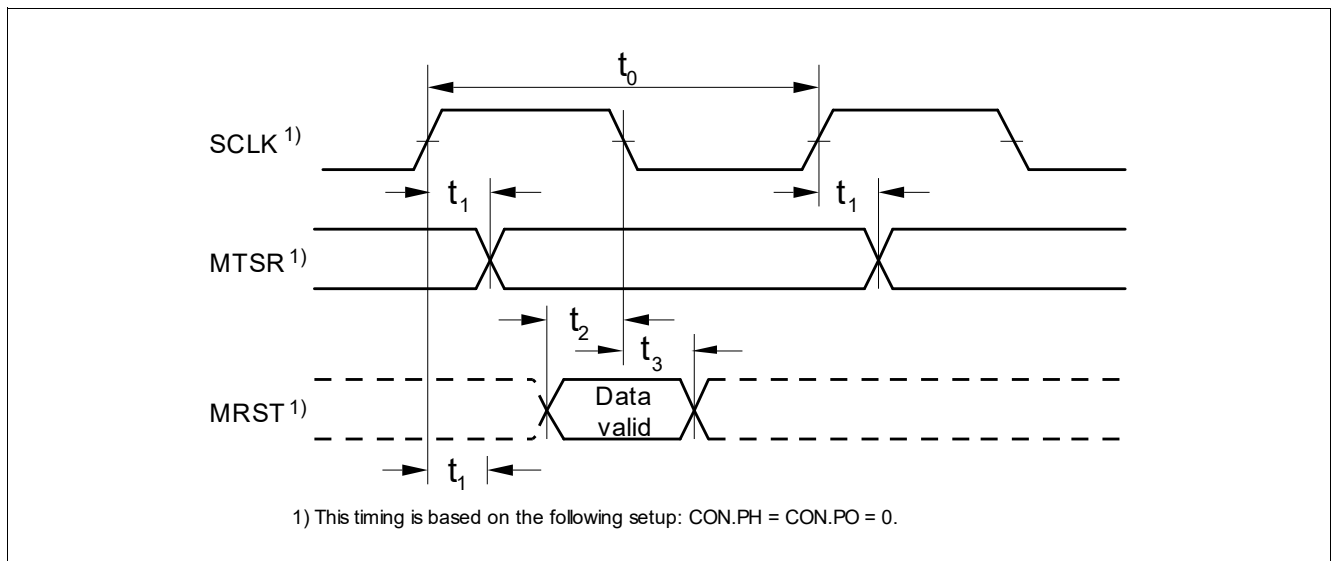 t0
SCLK 1)
t1
t1
MTSR 1)
t2
t3
MRST 1)
Data
valid
t1
1) This timing is based on the following setup: CON.PH = CON.PO = 0.